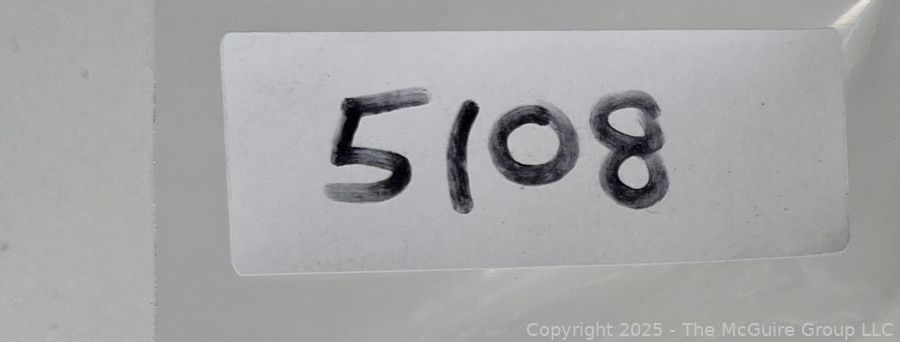 5108
Copyright 2025 - The McGuire Group LLC